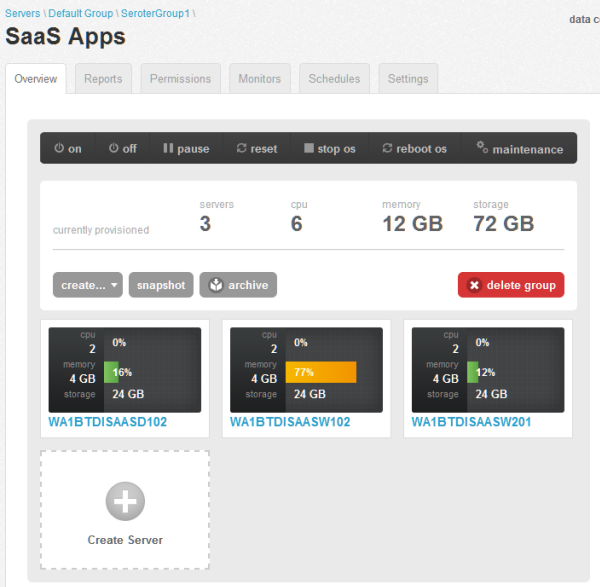 Servers \ Default Group \ SeroterGroup1 \
data c
SaaS Apps
Overview Reports Permissions Monitors Schedules Settings
on off pause reset stop os reboot os maintenance
servers cpu memory storage
currently provisioned 3 6 12 GB 72 GB
create... snapshot archive delete group
cpu
2 0%
memory
4 GB 16%
storage 24 GB
WA1BTDISAASD102
cpu
2 0%
memory
4 GB 77%
storage 24 GB
WA1BTDISAASW102
cpu
2 0%
memory
4 GB 12%
storage 24 GB
WA1BTDISAASW201
Create Server